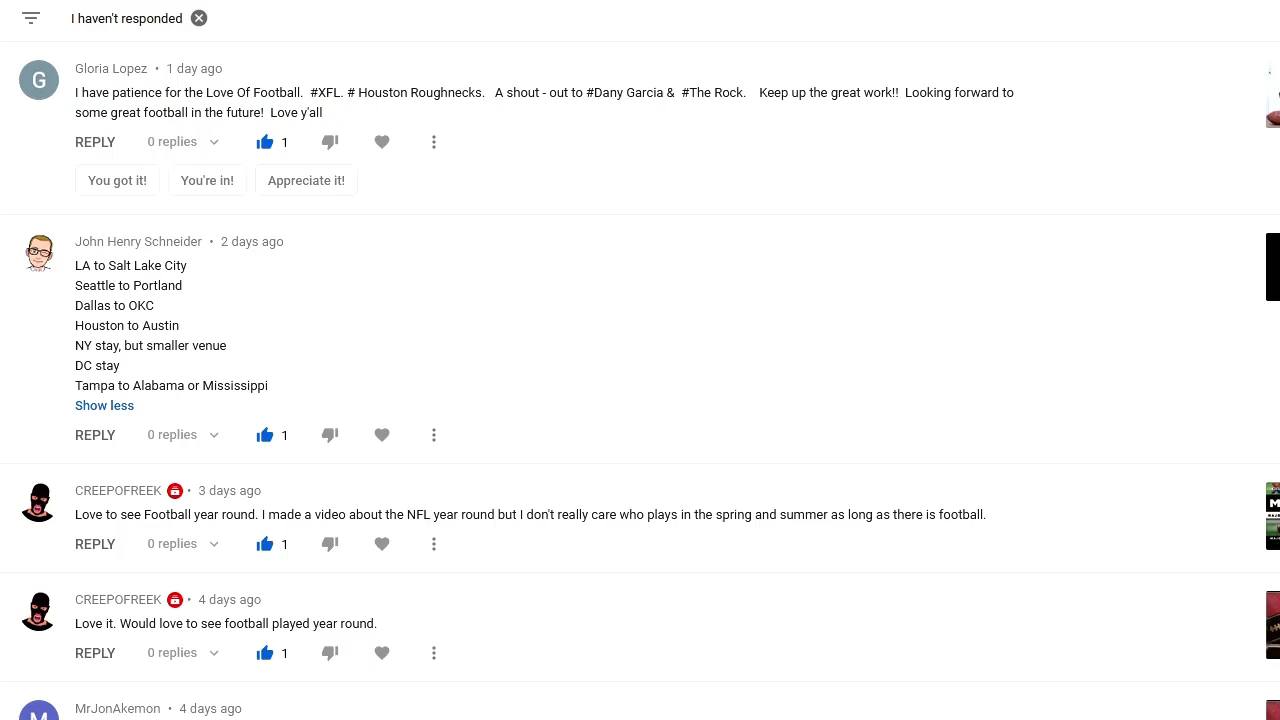 I haven't responded
G
Gloria Lopez • 1 day ago
I have patience for the Love Of Football.  #XFL. # Houston Roughnecks.   A shout - out to #Dany Garcia &  #The Rock.    Keep up the great work!!  Looking forward to
some great football in the future!  Love y'all
REPLY 0 replies 1
You got it! You're in! Appreciate it!
John Henry Schneider • 2 days ago
LA to Salt Lake City
Seattle to Portland
Dallas to OKC
Houston to Austin
NY stay, but smaller venue
DC stay
Tampa to Alabama or Mississippi
Show less
REPLY 0 replies 1
CREEPOFREEK • 3 days ago
Love to see Football year round. I made a video about the NFL year round but I don't really care who plays in the spring and summer as long as there is football.
REPLY 0 replies 1
CREEPOFREEK • 4 days ago
Love it. Would love to see football played year round.
REPLY 0 replies 1
M
MrJonAkemon • 4 days ago